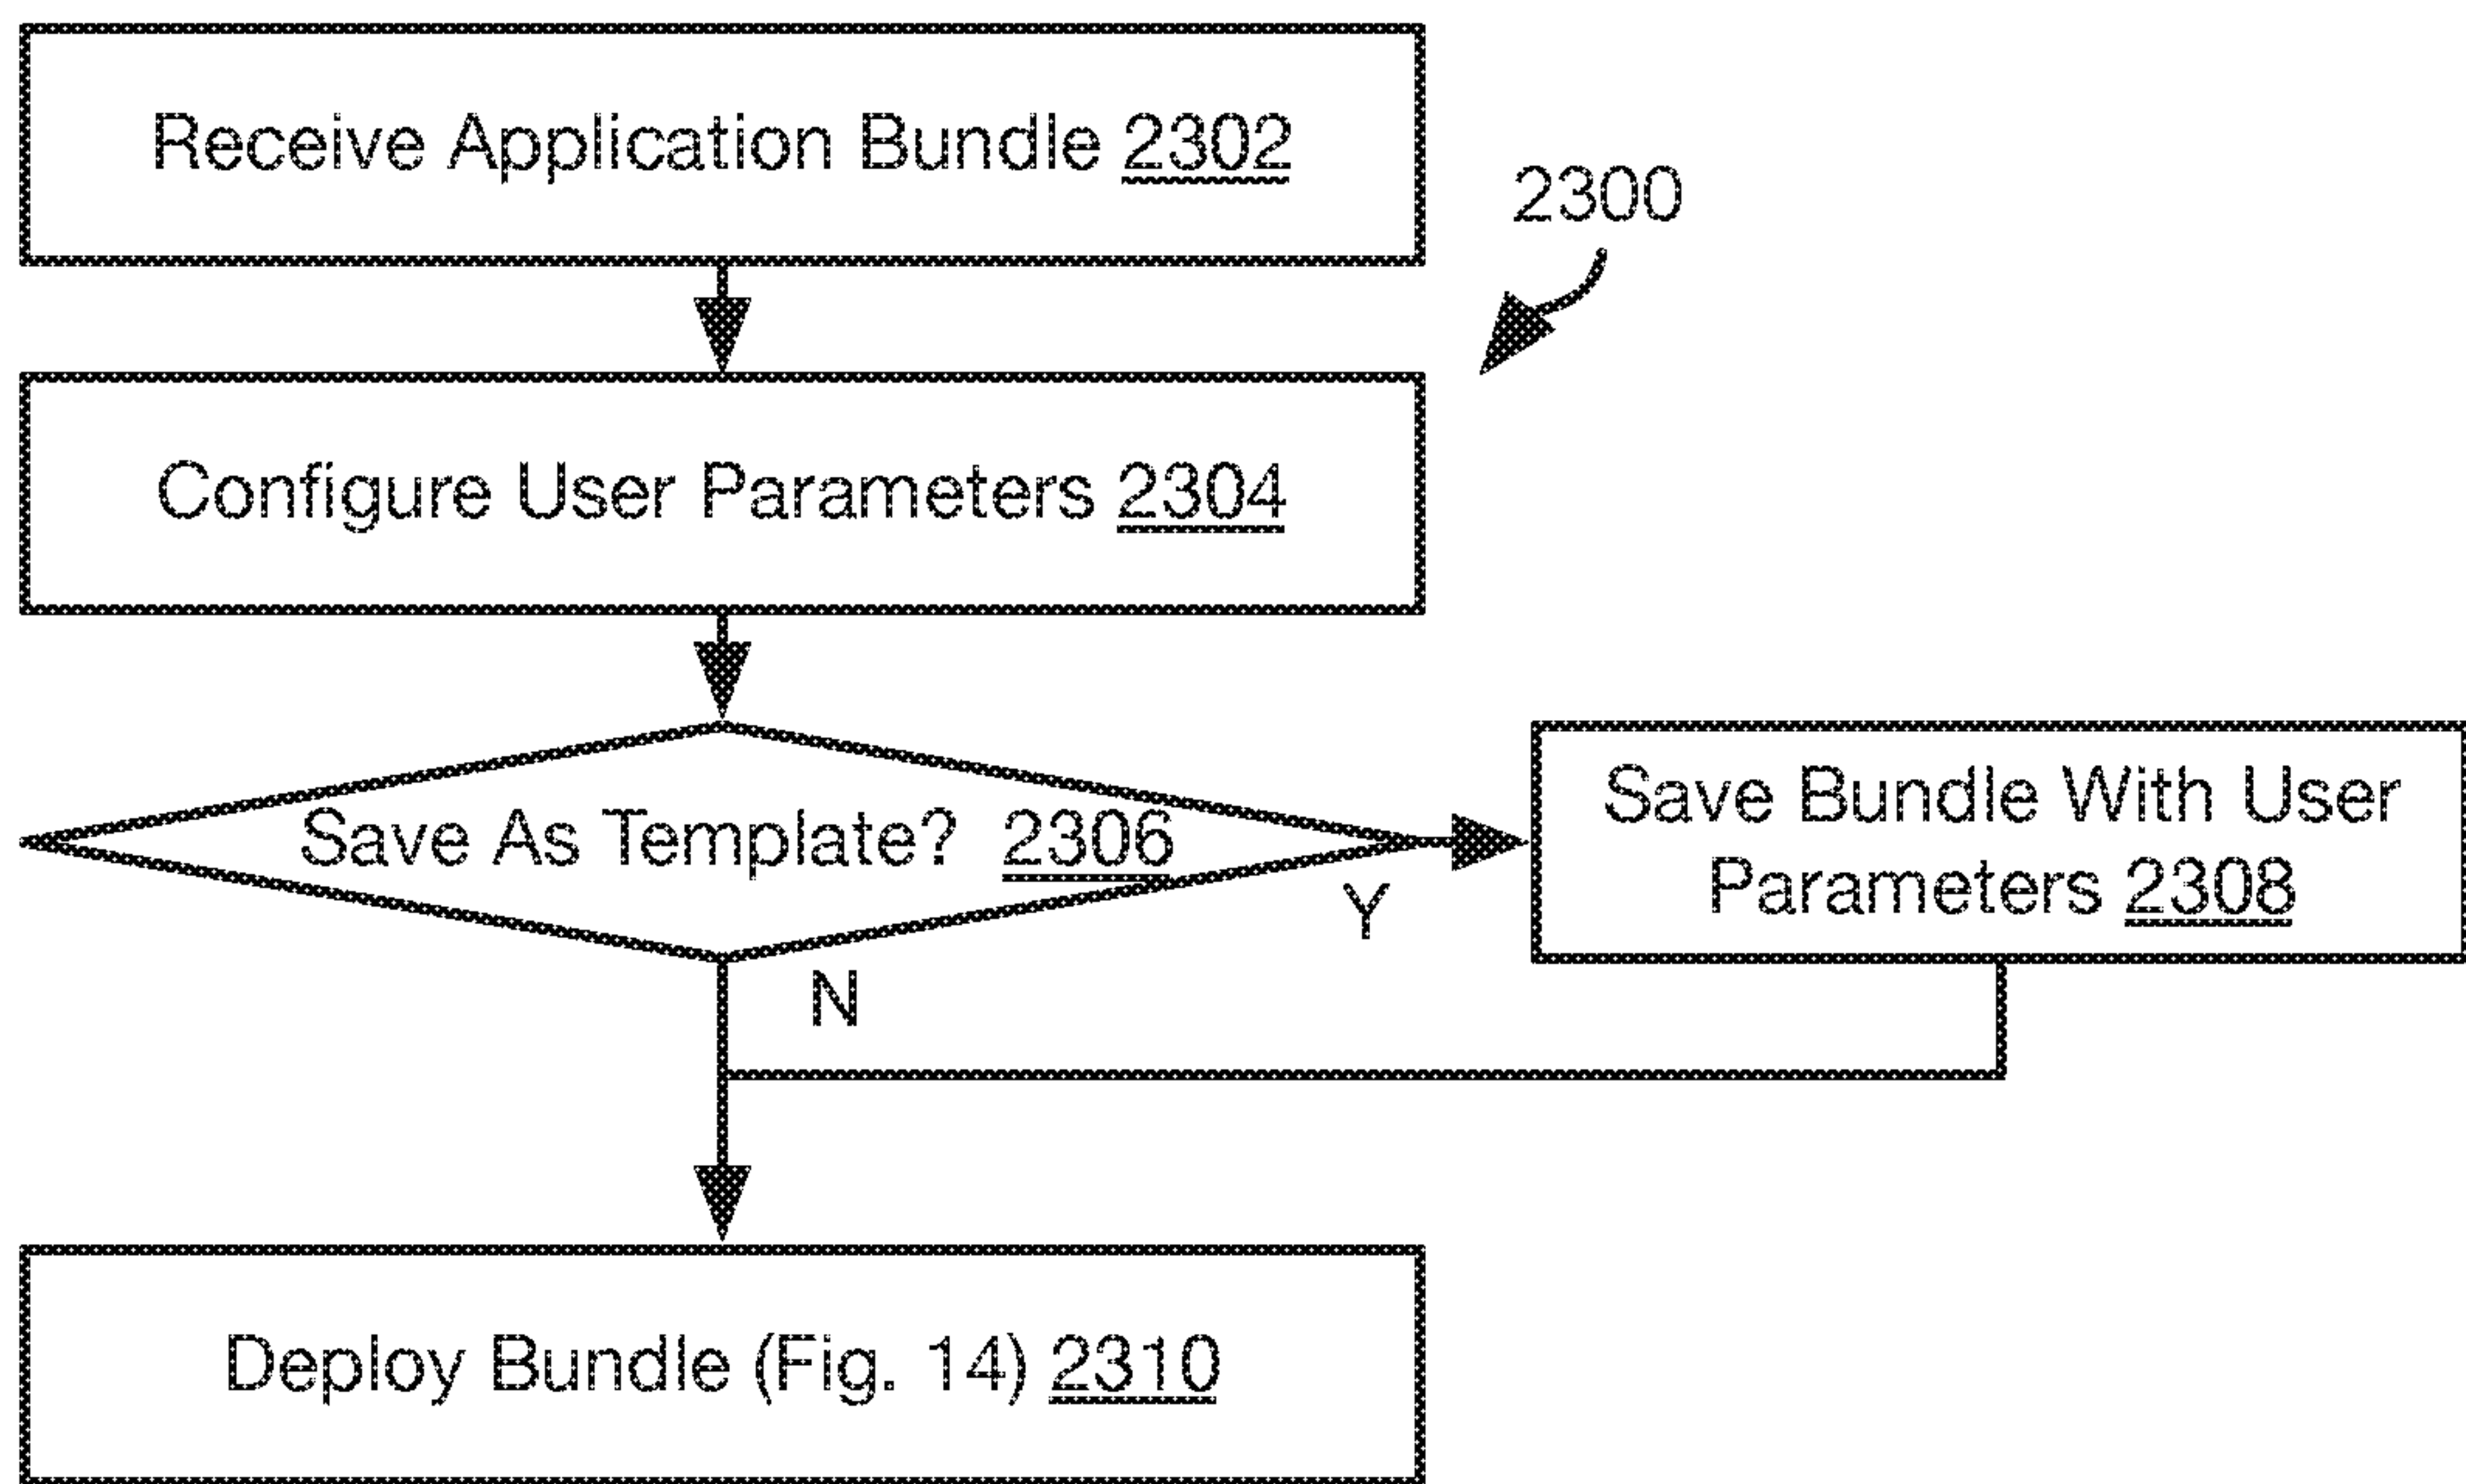 Receive Application Bundle 2302
2300
Configure User Parameters 2304
Save As Template? 2306
Y
N
Save Bundle With User
Parameters 2308
Deploy Bundle (Fig. 14) 2310